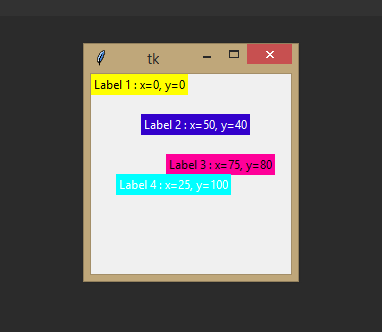 tk
Label 1 : x=0, y=0
Label 2 : x=50, y=40
Label 3 : x=75, y=80
Label 4 : x=25, y=100